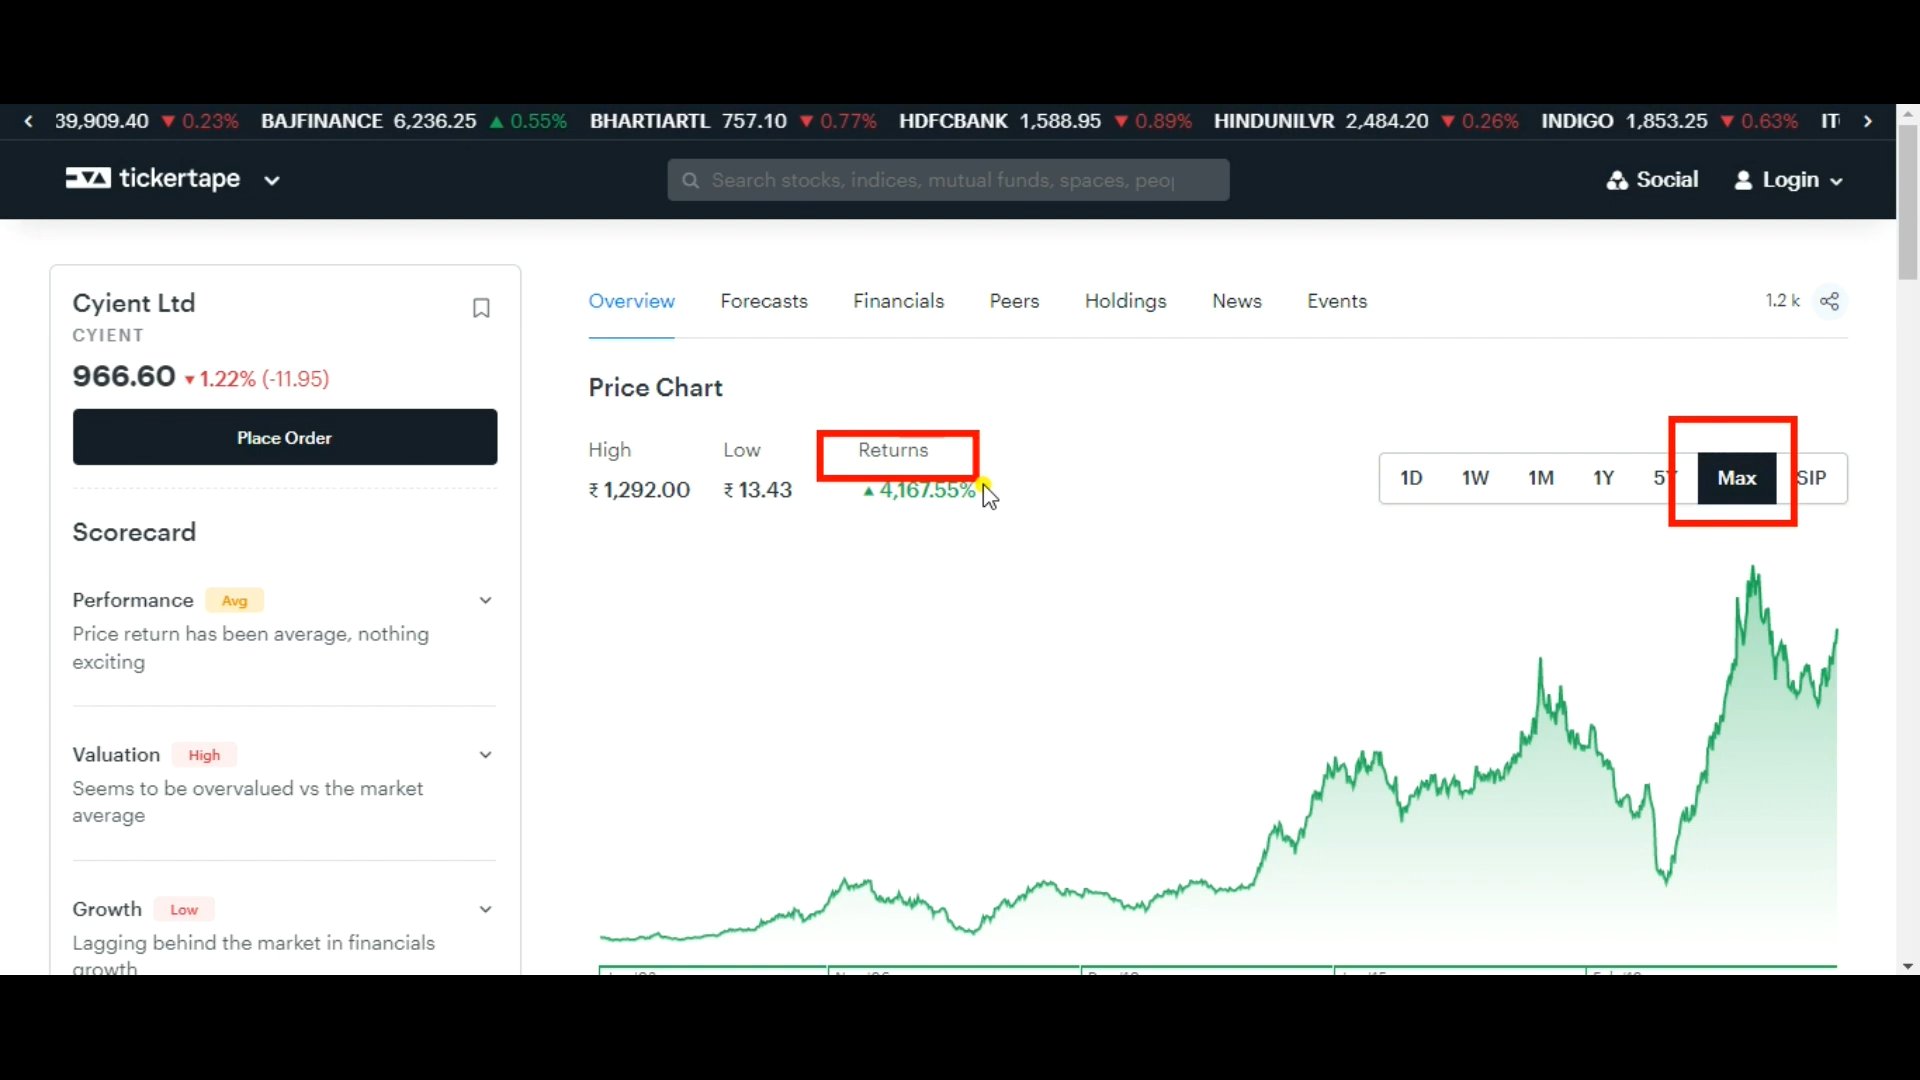 39,909.40 ▼ 0.23% BAJFINANCE 6,236.25 ▲ 0.55% BHARTIARTL 757.10 ▼ 0.77% HDFCBANK 1,588.95 ▼ 0.89% HINDUNILVR 2,484.20 ▼ 0.26% INDIGO 1,853.25 ▼ 0.63%
tickertape
Search stocks, indices, mutual funds, spaces,
Social
Login
Cyient Ltd
CYIENT
966.60 ▼ 1.22% (-11.95)
Place Order
Scorecard
Performance Avg
Price return has been average, nothing
exciting
Valuation High
Seems to be overvalued vs the market
average
Growth Low
Lagging behind the market in financials
growth
Overview Forecasts Financials Peers Holdings News Events
1.2 k
Price Chart
High Low Returns
₹ 1,292.00 ₹ 13.43 ▲ 4,167.55%
1D 1W 1M 1Y 5Y Max SIP